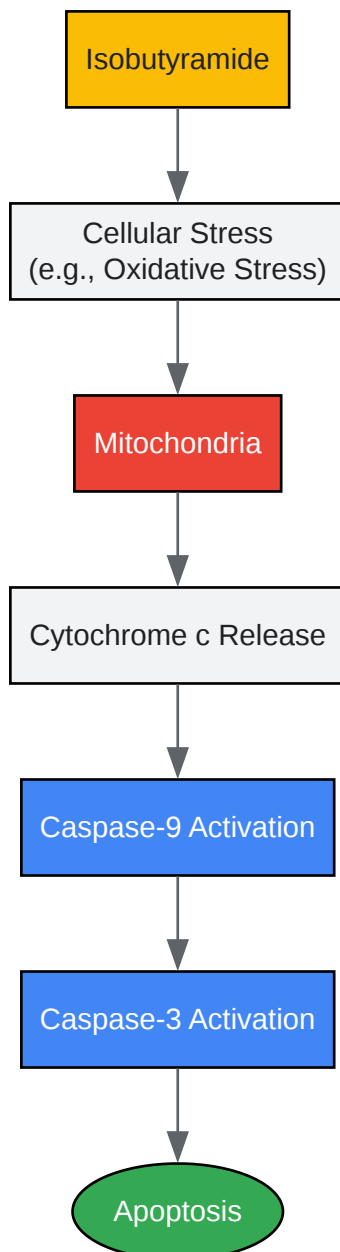 Isobutyramide
Cellular Stress
(e.g., Oxidative Stress)
Mitochondria
Cytochrome c Release
Caspase-9 Activation
Caspase-3 Activation
Apoptosis